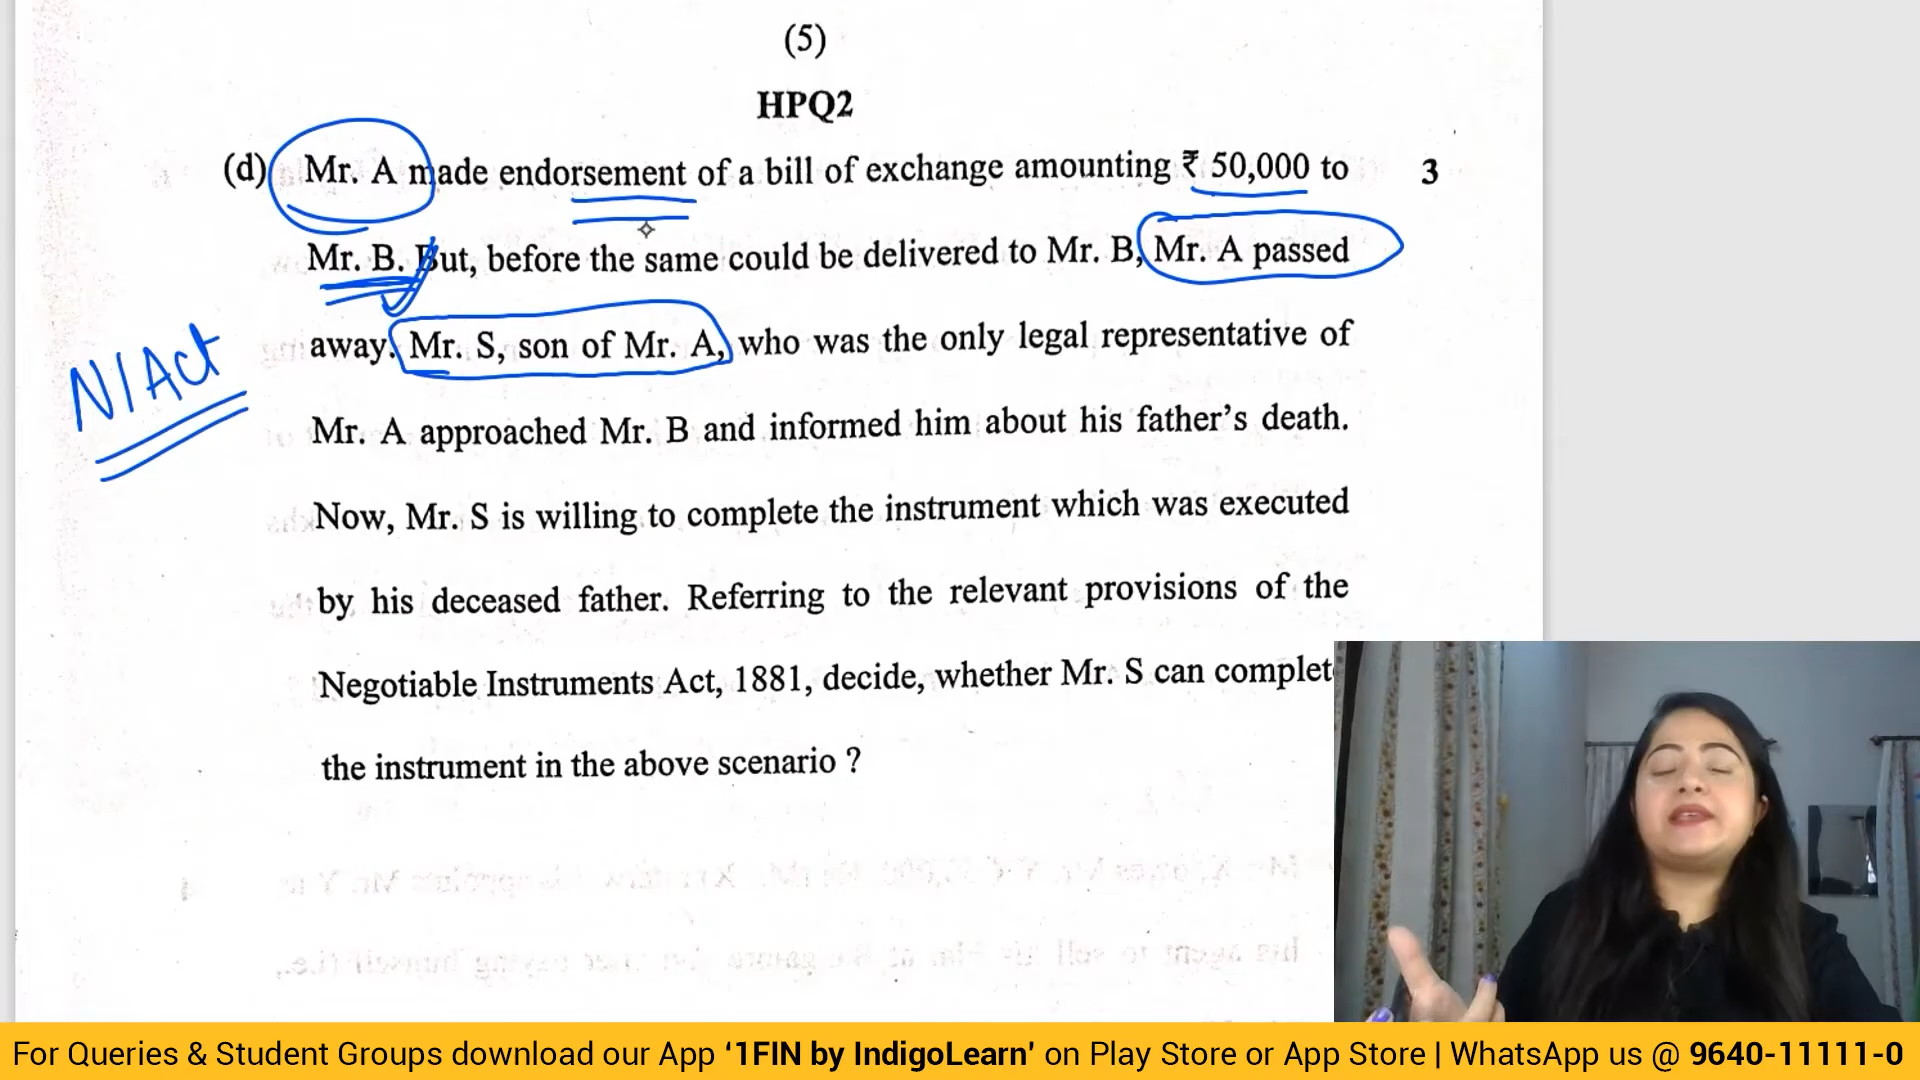 (5)
HPQ2
(d) Mr. A made endorsement of a bill of exchange amounting ₹ 50,000 to 3
Mr. B. But, before the same could be delivered to Mr. B, Mr. A passed
away. Mr. S, son of Mr. A, who was the only legal representative of
NI Act
Mr. A approached Mr. B and informed him about his father's death.
Now, Mr. S is willing to complete the instrument which was executed
by his deceased father. Referring to the relevant provisions of the
Negotiable Instruments Act, 1881, decide, whether Mr. S can complet
the instrument in the above scenario ?
For Queries & Student Groups download our App '1FIN by IndigoLearn' on Play Store or App Store | WhatsApp us @ 9640-11111-0